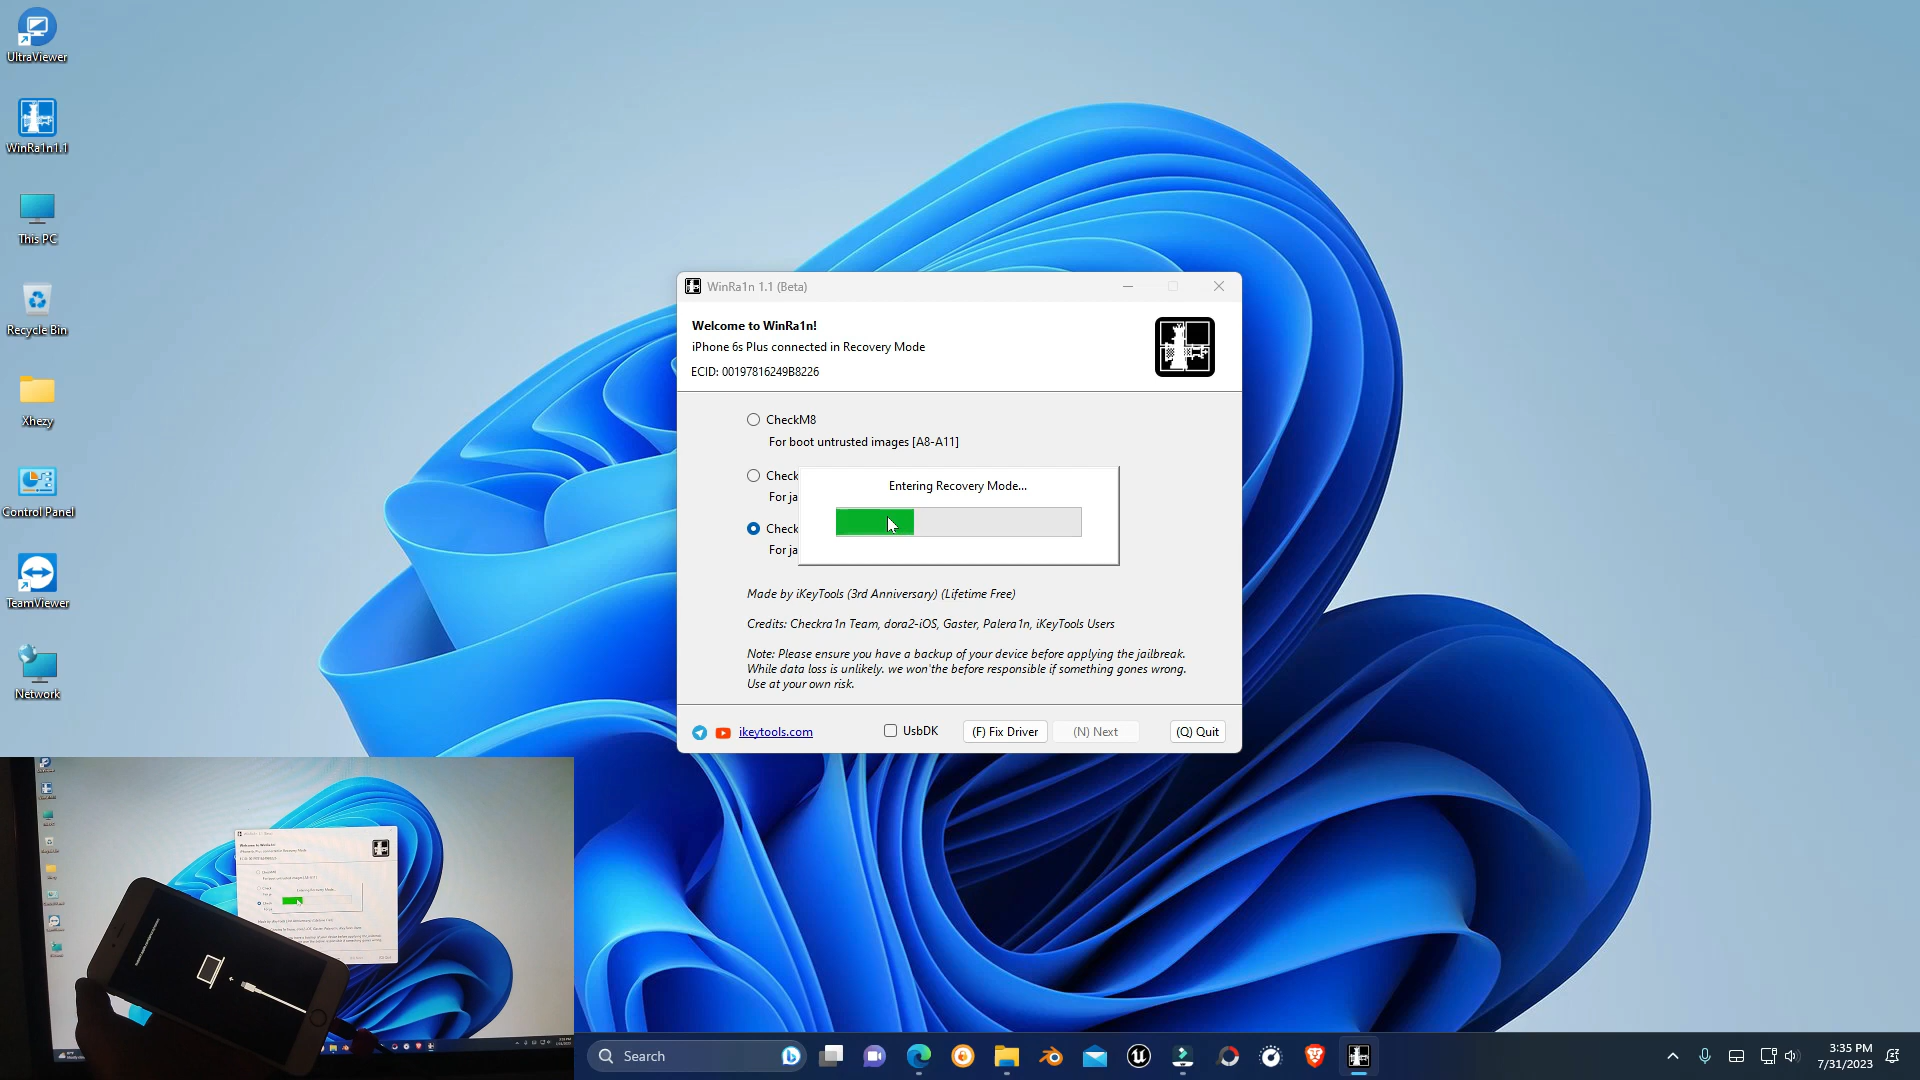 UltraViewer
WinRa1n1.1
This PC
Recycle Bin
Xhezy
Control Panel
TeamViewer
Network
WinRa1n 1.1 (Beta)
Welcome to WinRa1n!
iPhone 6s Plus connected in Recovery Mode
ECID: 00197816249B8226
CheckM8
For boot untrusted images [A8-A11]
Check
For ja
Entering Recovery Mode...
Check
For ja
Made by iKeyTools (3rd Anniversary) (Lifetime Free)
Credits: Checkra1n Team, dora2-iOS, Gaster, Palera1n, iKeyTools Users
Note: Please ensure you have a backup of your device before applying the jailbreak.
While data loss is unlikely. we won'the before responsible if something gones wrong.
Use at your own risk.
ikeytools.com
UsbDK
(F) Fix Driver
(N) Next
(Q) Quit
Search
3:35 PM
7/31/2023